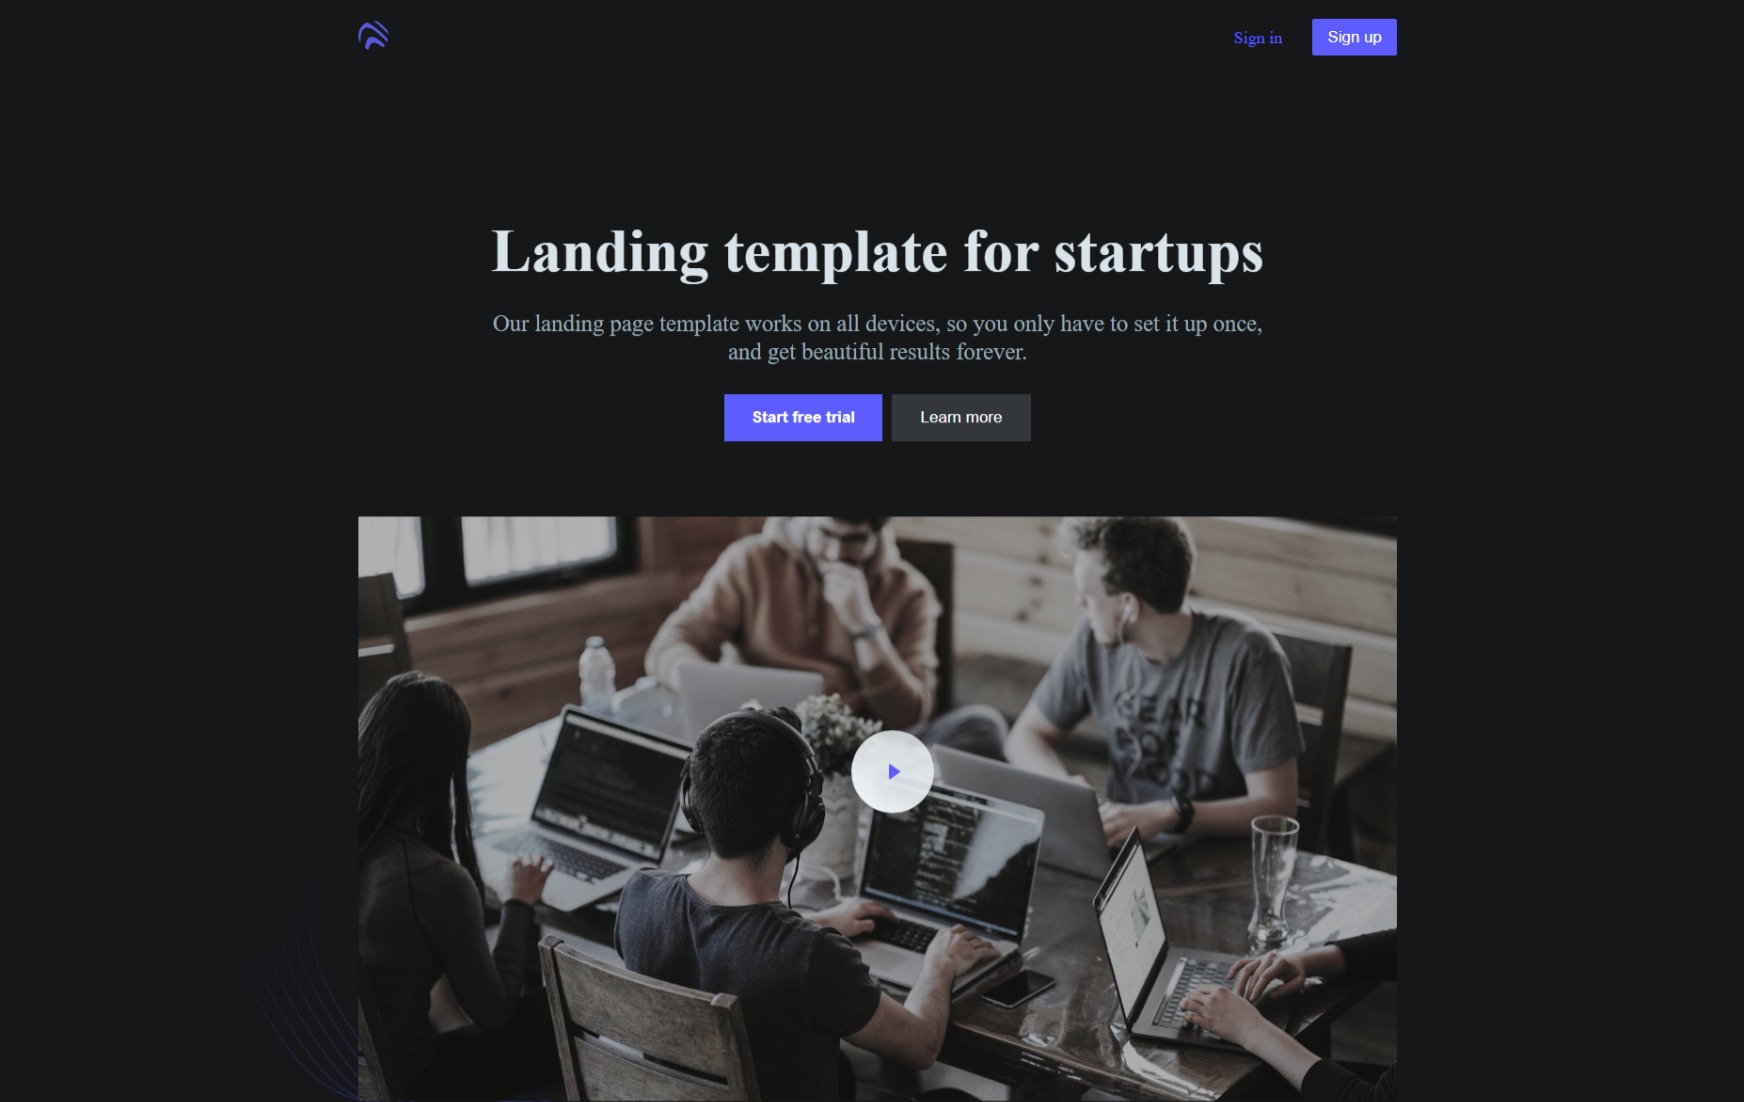 Sign in
Sign up
Landing template for startups
Our landing page template works on all devices, so you only have to set it up once,
and get beautiful results forever.
Start free trial
Learn more